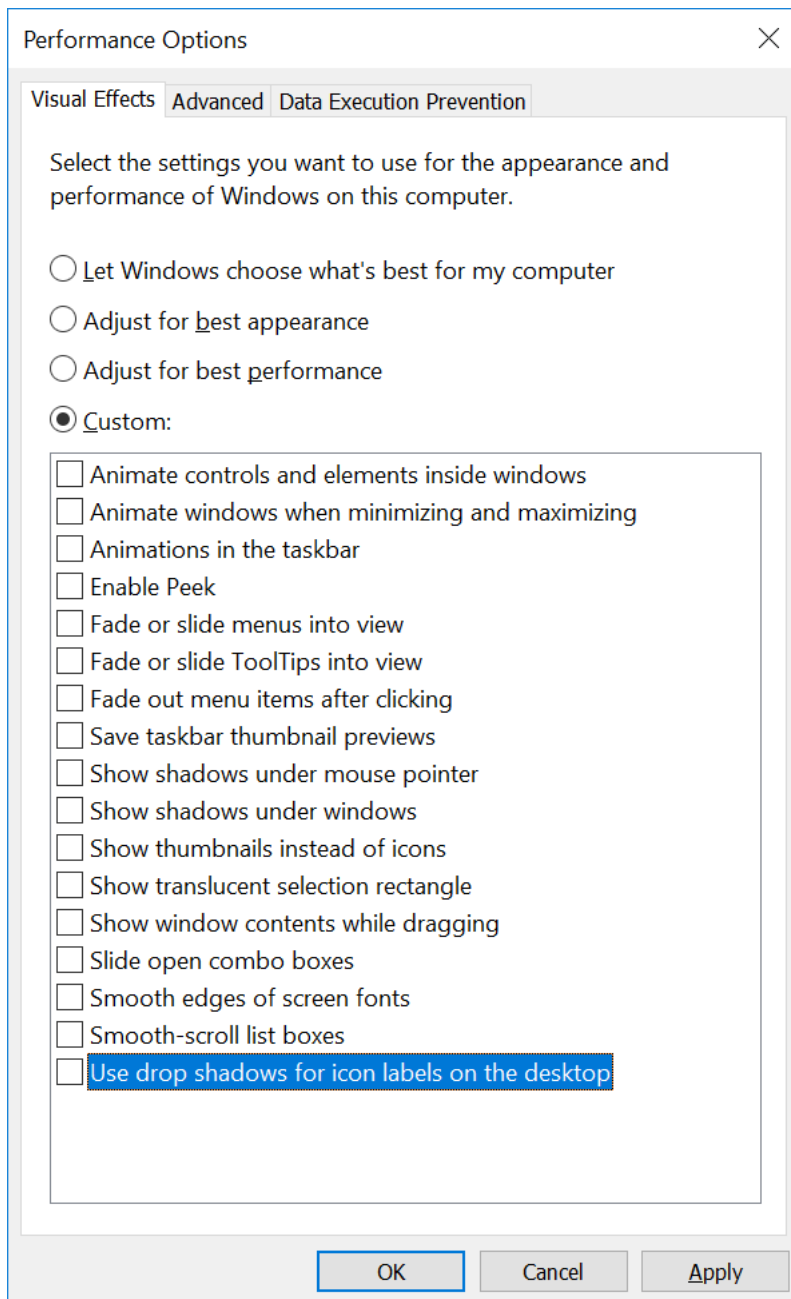 Performance Options
Visual Effects Advanced Data Execution Prevention
Select the settings you want to use for the appearance and
performance of Windows on this computer.
Let Windows choose what's best for my computer
Adjust for best appearance
Adjust for best performance
Custom:
Animate controls and elements inside windows
Animate windows when minimizing and maximizing
Animations in the taskbar
Enable Peek
Fade or slide menus into view
Fade or slide ToolTips into view
Fade out menu items after clicking
Save taskbar thumbnail previews
Show shadows under mouse pointer
Show shadows under windows
Show thumbnails instead of icons
Show translucent selection rectangle
Show window contents while dragging
Slide open combo boxes
Smooth edges of screen fonts
Smooth-scroll list boxes
Use drop shadows for icon labels on the desktop
OK Cancel Apply